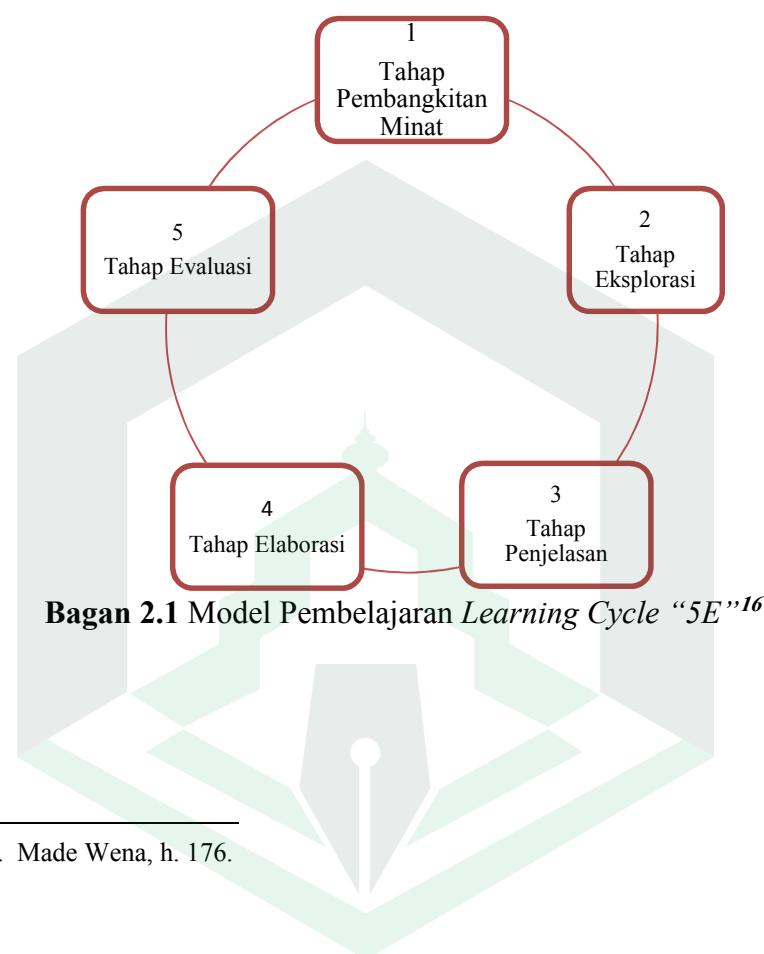 1
Tahap
Pembangkitan
Minat
2
Tahap
Eksplorasi
3
Tahap
Penjelasan
4
Tahap Elaborasi
5
Tahap Evaluasi
Bagan 2.1 Model Pembelajaran Learning Cycle “5E”16
. Made Wena, h. 176.